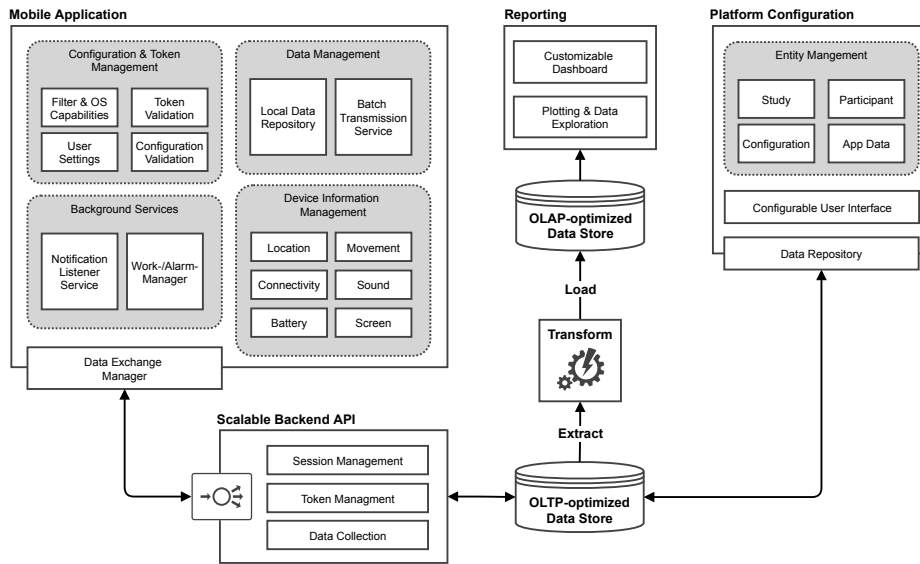 Mobile Application
Configuration & Token
Management
Filter & OS
Capabilities
Token
Validation
User
Settings
Configuration
Validation
Data Management
Local Data
Repository
Batch
Transmission
Service
Background Services
Notification
Listener
Service
Work-/Alarm-
Manager
Device Information
Management
Location
Movement
Connectivity
Sound
Battery
Screen
Data Exchange
Manager
Scalable Backend API
Session Management
Token Managment
Data Collection
Reporting
Customizable
Dashboard
Plotting & Data
Exploration
OLAP-optimized
Data Store
Load
Transform
Extract
OLTP-optimized
Data Store
Platform Configuration
Entity Mengement
Study
Participant
Configuration
App Data
Configurable User Interface
Data Repository